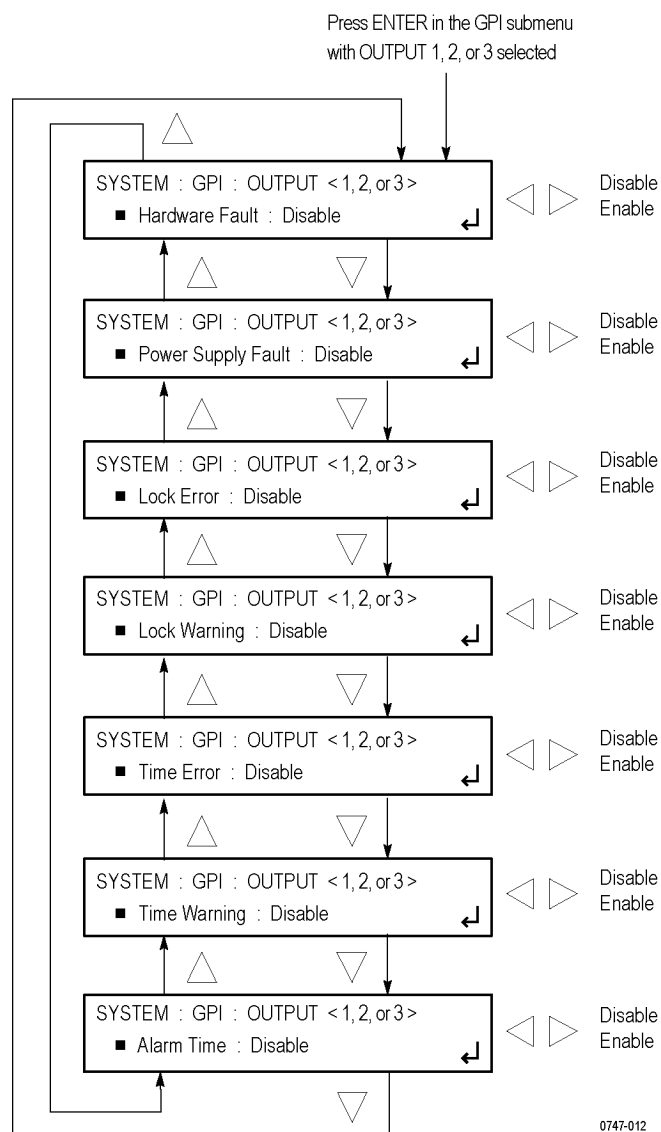 Press ENTER in the GPI submenu
with OUTPUT 1, 2, or 3 selected
SYSTEM : GPI : OUTPUT <1, 2, or 3>
■ Hardware Fault : Disable
Disable
Enable
SYSTEM : GPI : OUTPUT <1, 2, or 3>
■ Power Supply Fault : Disable
Disable
Enable
SYSTEM : GPI : OUTPUT <1, 2, or 3>
■ Lock Error : Disable
Disable
Enable
SYSTEM : GPI : OUTPUT <1, 2, or 3>
■ Lock Warning : Disable
Disable
Enable
SYSTEM : GPI : OUTPUT <1, 2, or 3>
■ Time Error : Disable
Disable
Enable
SYSTEM : GPI : OUTPUT <1, 2, or 3>
■ Time Warning : Disable
Disable
Enable
SYSTEM : GPI : OUTPUT <1, 2, or 3>
■ Alarm Time : Disable
Disable
Enable
0747-012